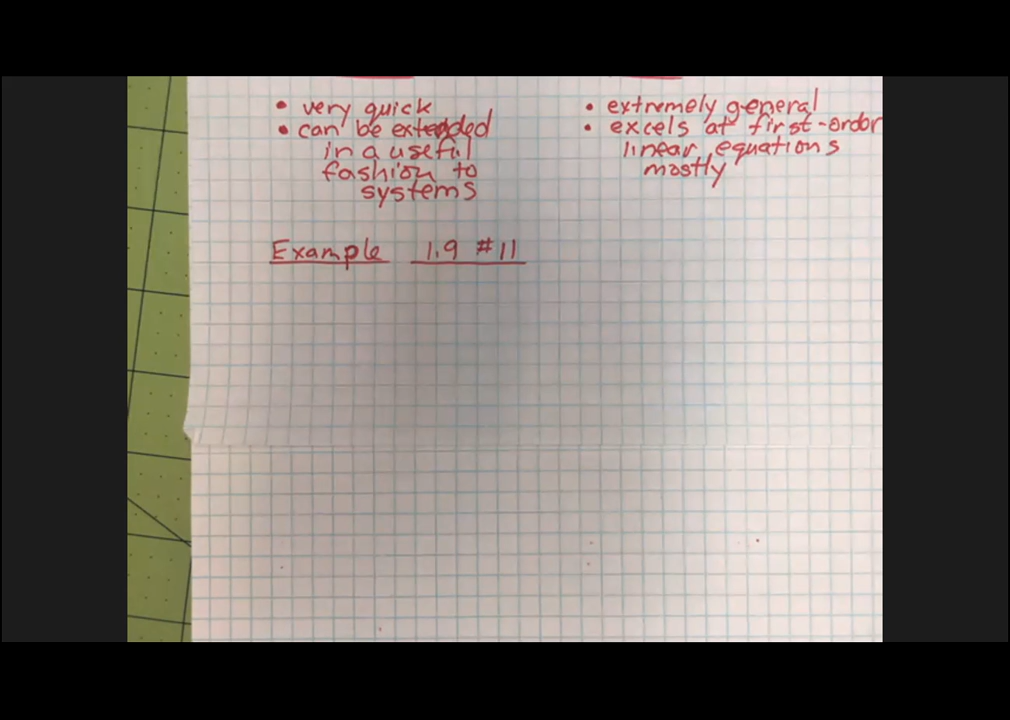 • very quick
• can be extended
in a useful
fashion to
systems
• extremely general
• excels at first-order
linear equations
mostly
Example 1.9 #11